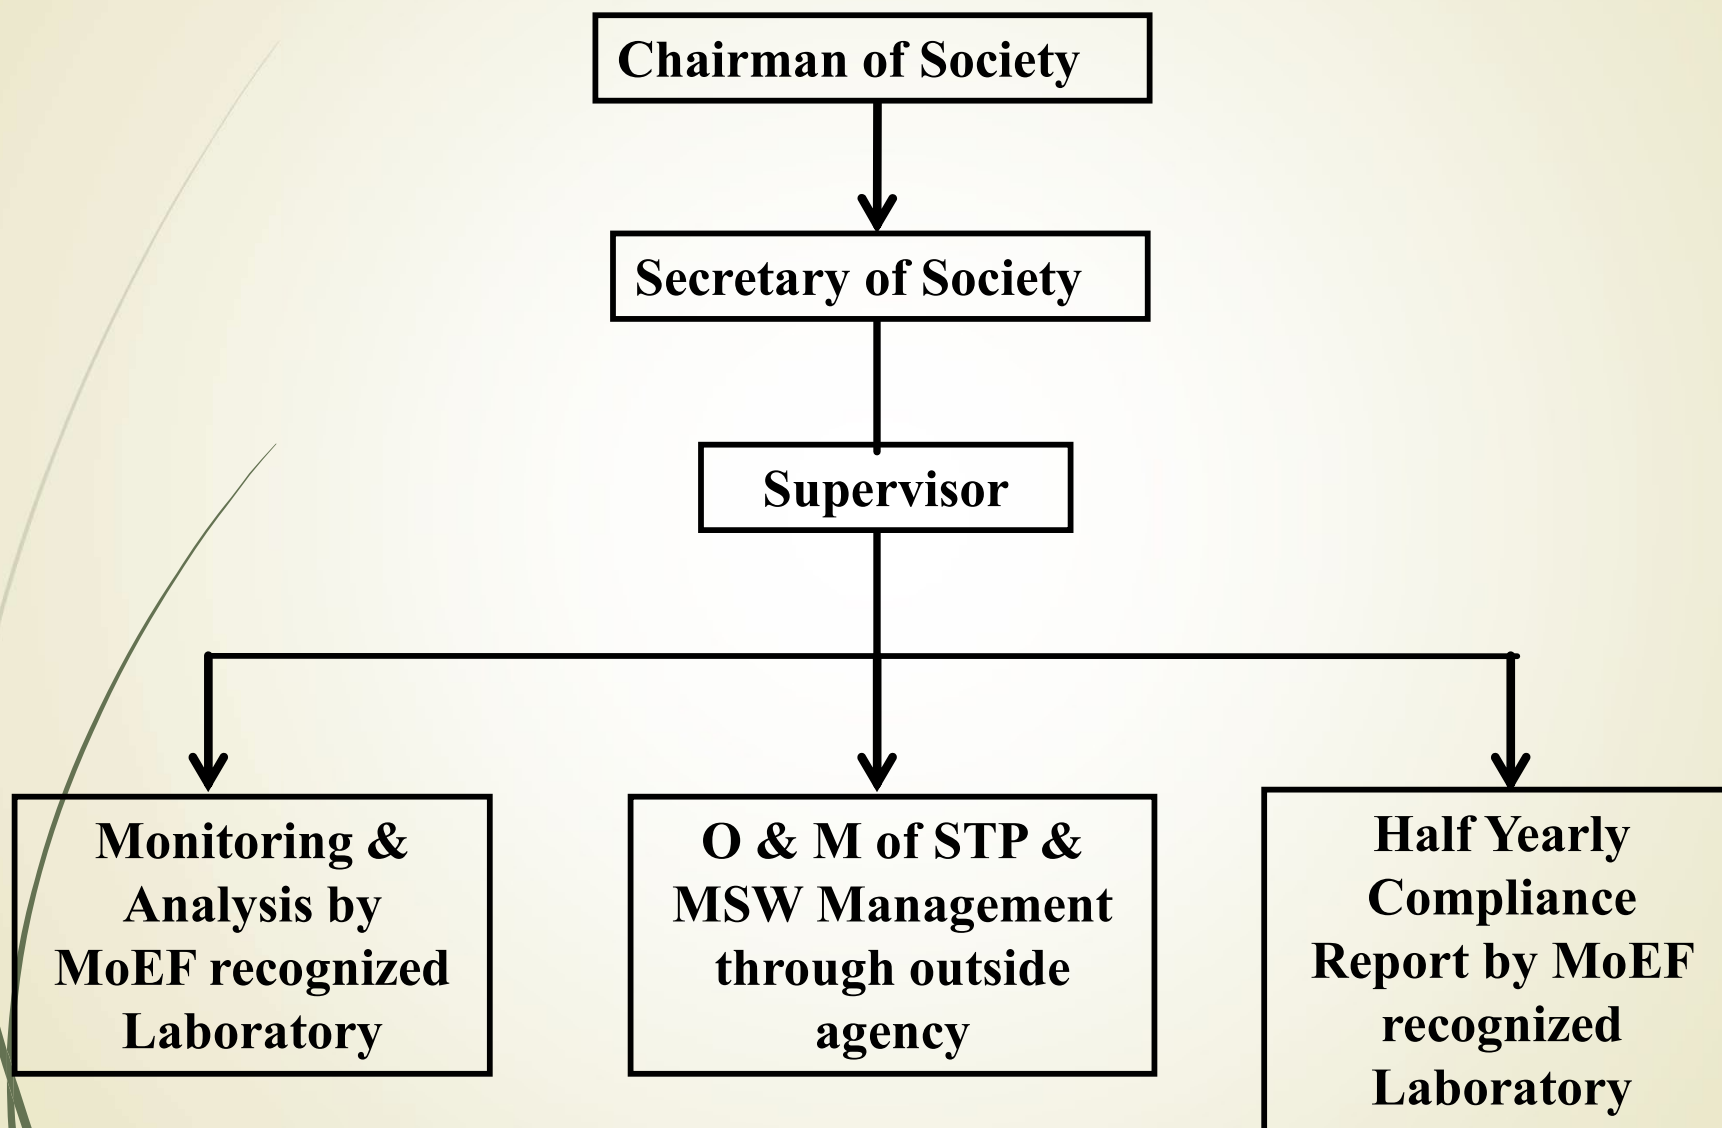 Chairman of Society
Secretary of Society
Supervisor
Monitoring &
Analysis by
MoEF recognized
Laboratory
O & M of STP &
MSW Management
through outside
agency
Half Yearly
Compliance
Report by MoEF
recognized
Laboratory